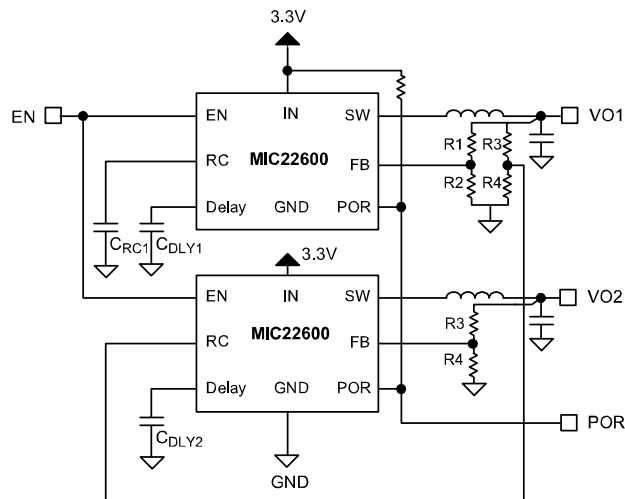 3.3V
EN
EN
IN
SW
VO1
RC
MIC22600
FB
R1
R3
R2
R4
Delay
GND
POR
CRC1
CDLY1
3.3V
EN
IN
SW
VO2
RC
MIC22600
FB
R3
R4
Delay
GND
POR
CDLY2
POR
GND